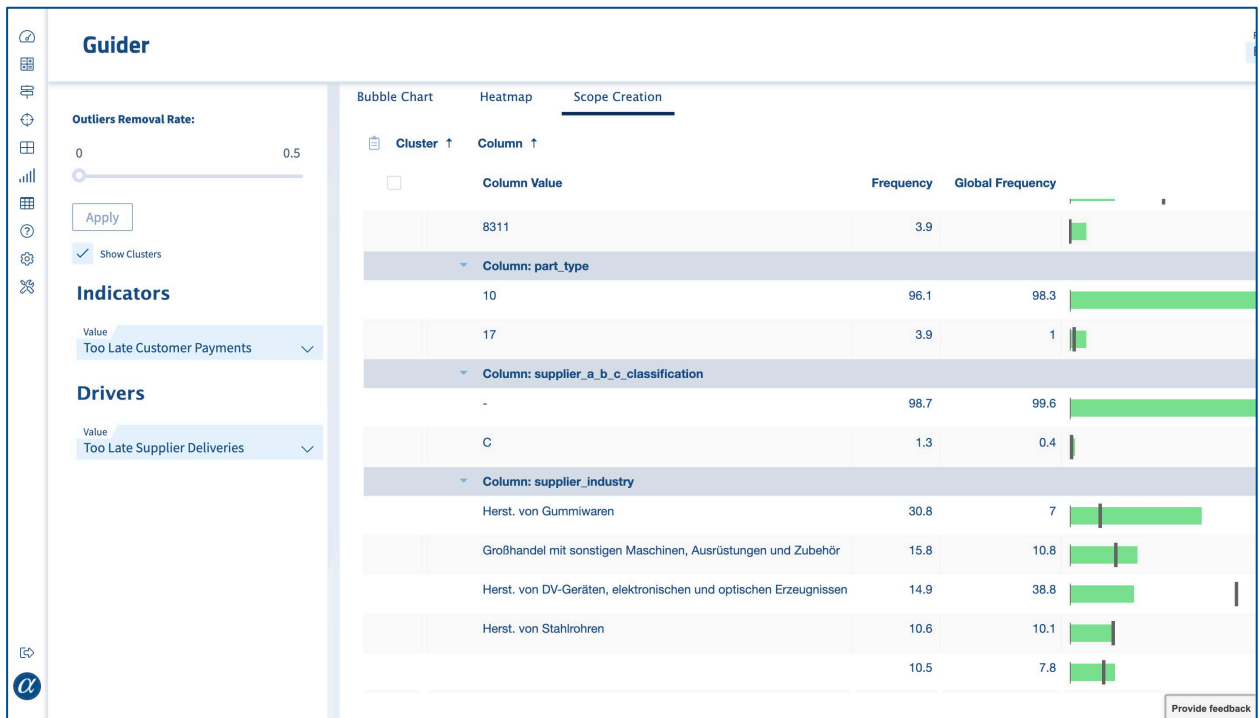 Guider
Outliers Removal Rate:
0 0.5
Apply
Show Clusters
Indicators
Value
Too Late Customer Payments
Drivers
Value
Too Late Supplier Deliveries
Bubble Chart Heatmap Scope Creation
Cluster ↑ Column ↑
Column Value Frequency Global Frequency
8311 3.9
Column: part_type
10 96.1 98.3
17 3.9 1
Column: supplier_a_b_c_classification
- 98.7 99.6
C 1.3 0.4
Column: supplier_industry
Herst. von Gummiwaren 30.8 7
Großhandel mit sonstigen Maschinen, Ausrüstungen und Zubehör 15.8 10.8
Herst. von DV-Geräten, elektronischen und optischen Erzeugnissen 14.9 38.8
Herst. von Stahlrohren 10.6 10.1
10.5 7.8
α
Provide feedback